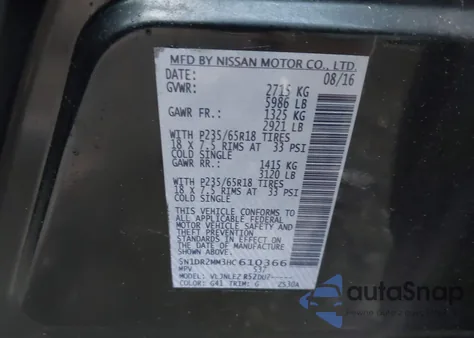 MFD BY NISSAN MOTOR CO., LTD.
DATE: 08/16
GVWR: 2715 KG
5986 LB
GAWR FR.: 1325 KG
2921 LB
WITH P235/65R18 TIRES
18 X 7.5 RIMS AT 33 PSI
COLD SINGLE
GAWR RR.: 1415 KG
3120 LB
WITH P235/65R18 TIRES
18 X 7.5 RIMS AT 33 PSI
COLD SINGLE
THIS VEHICLE CONFORMS TO
ALL APPLICABLE FEDERAL
MOTOR VEHICLE SAFETY AND
THEFT PREVENTION
STANDARDS IN EFFECT ON
THE DATE OF MANUFACTURE
SHOWN ABOVE.
5N1DR2MM3HC610366
MPV
MODEL:
COLOR: G41 TRIM: G
autoSnap